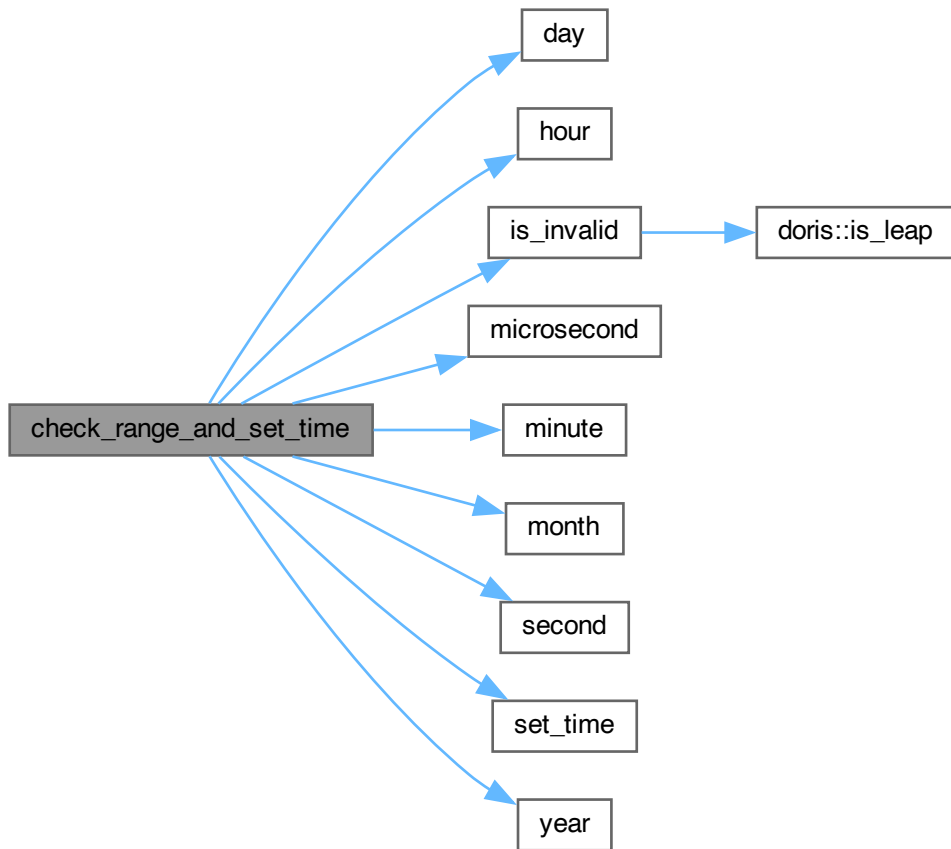 day
hour
is_invalid
doris::is_leap
microsecond
check_range_and_set_time
minute
month
second
set_time
year